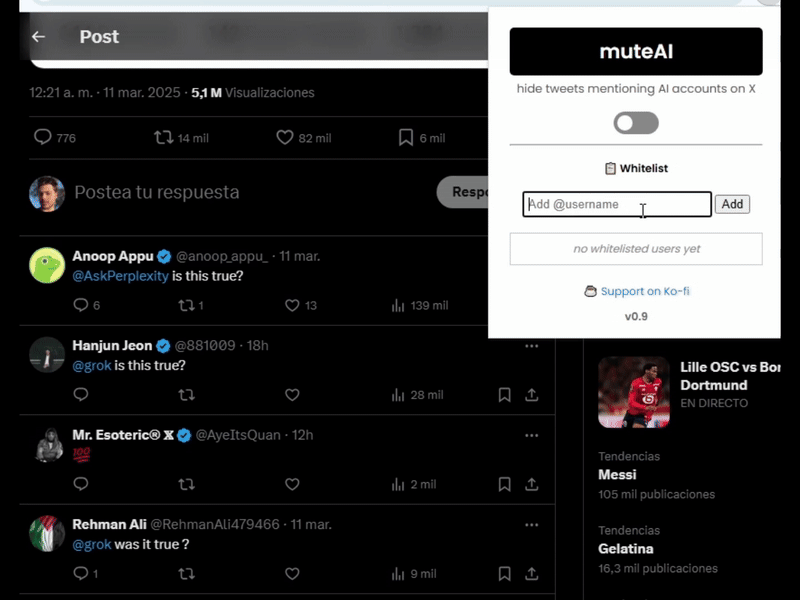 Post
12:21 a. m. · 11 mar. 2025 · 5,1 M Visualizaciones
776
14 mil
82 mil
6 mil
Postea tu respuesta
Anoop Appu @anoop_appu_ · 11 mar.
@AskPerplexity is this true?
6
1
13
139 mil
Hanjun Jeon @881009 · 18h
@grok is this true?
28 mil
Mr. Esoteric® X @AyeItsQuan · 12h
💯
2 mil
Rehman Ali @RehmanAli479466 · 11 mar.
@grok was it true ?
1
9 mil
muteAI
hide tweets mentioning AI accounts on X
Whitelist
Add @username
Add
no whitelisted users yet
Support on Ko-fi
v0.9
Lille OSC vs Bor
Dortmund
EN DIRECTO
Tendencias
Messi
105 mil publicaciones
Tendencias
Gelatina
16,3 mil publicaciones